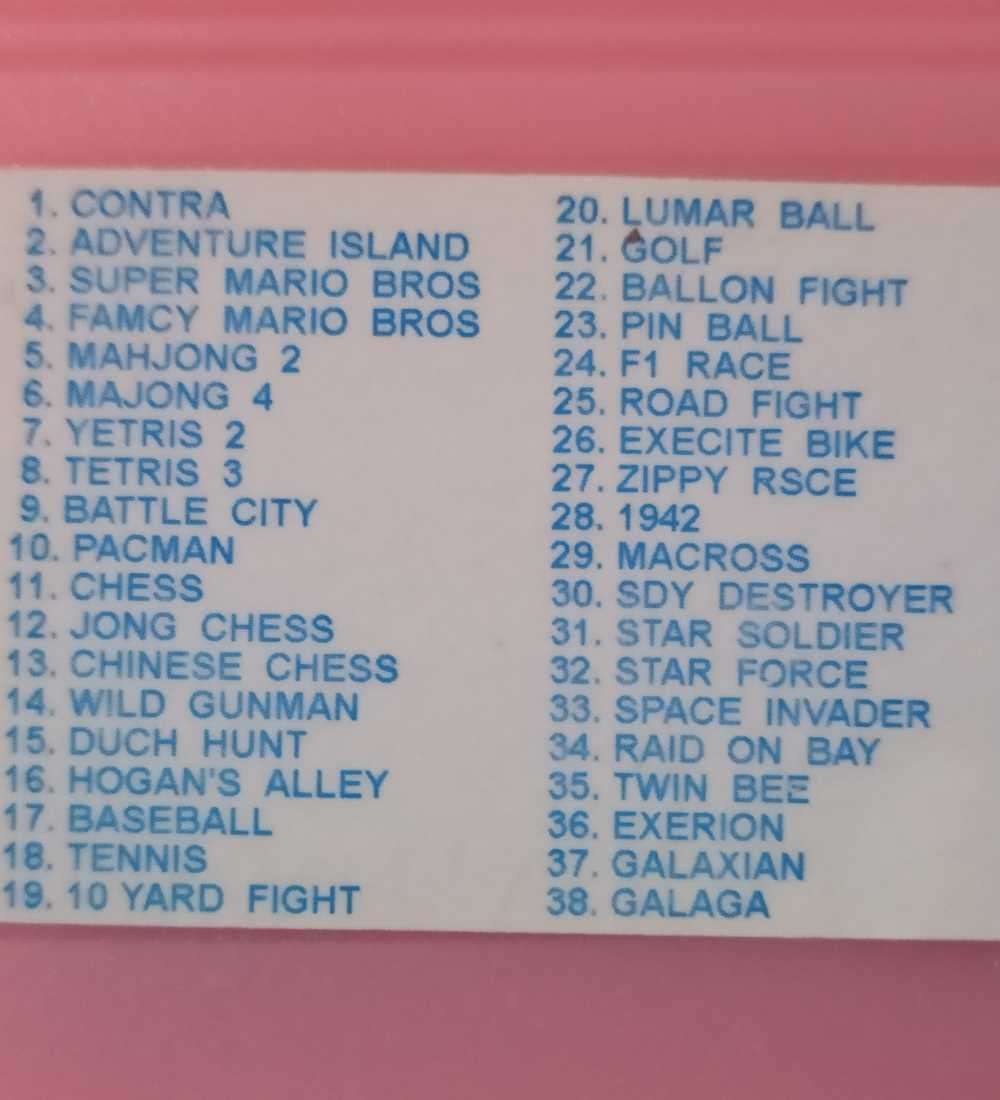 1. CONTRA
2. ADVENTURE ISLAND
3. SUPER MARIO BROS
4. FAMCY MARIO BROS
5. MAHJONG 2
6. MAJONG 4
7. YETRIS 2
8. TETRIS 3
9. BATTLE CITY
10. PACMAN
11. CHESS
12. JONG CHESS
13. CHINESE CHESS
14. WILD GUNMAN
15. DUCH HUNT
16. HOGAN'S ALLEY
17. BASEBALL
18. TENNIS
19. 10 YARD FIGHT
20. LUMAR BALL
21. GOLF
22. BALLON FIGHT
23. PIN BALL
24. F1 RACE
25. ROAD FIGHT
26. EXECITE BIKE
27. ZIPPY RSCE
28. 1942
29. MACROSS
30. SDY DESTROYER
31. STAR SOLDIER
32. STAR FORCE
33. SPACE INVADER
34. RAID ON BAY
35. TWIN BEE
36. EXERION
37. GALAXIAN
38. GALAGA